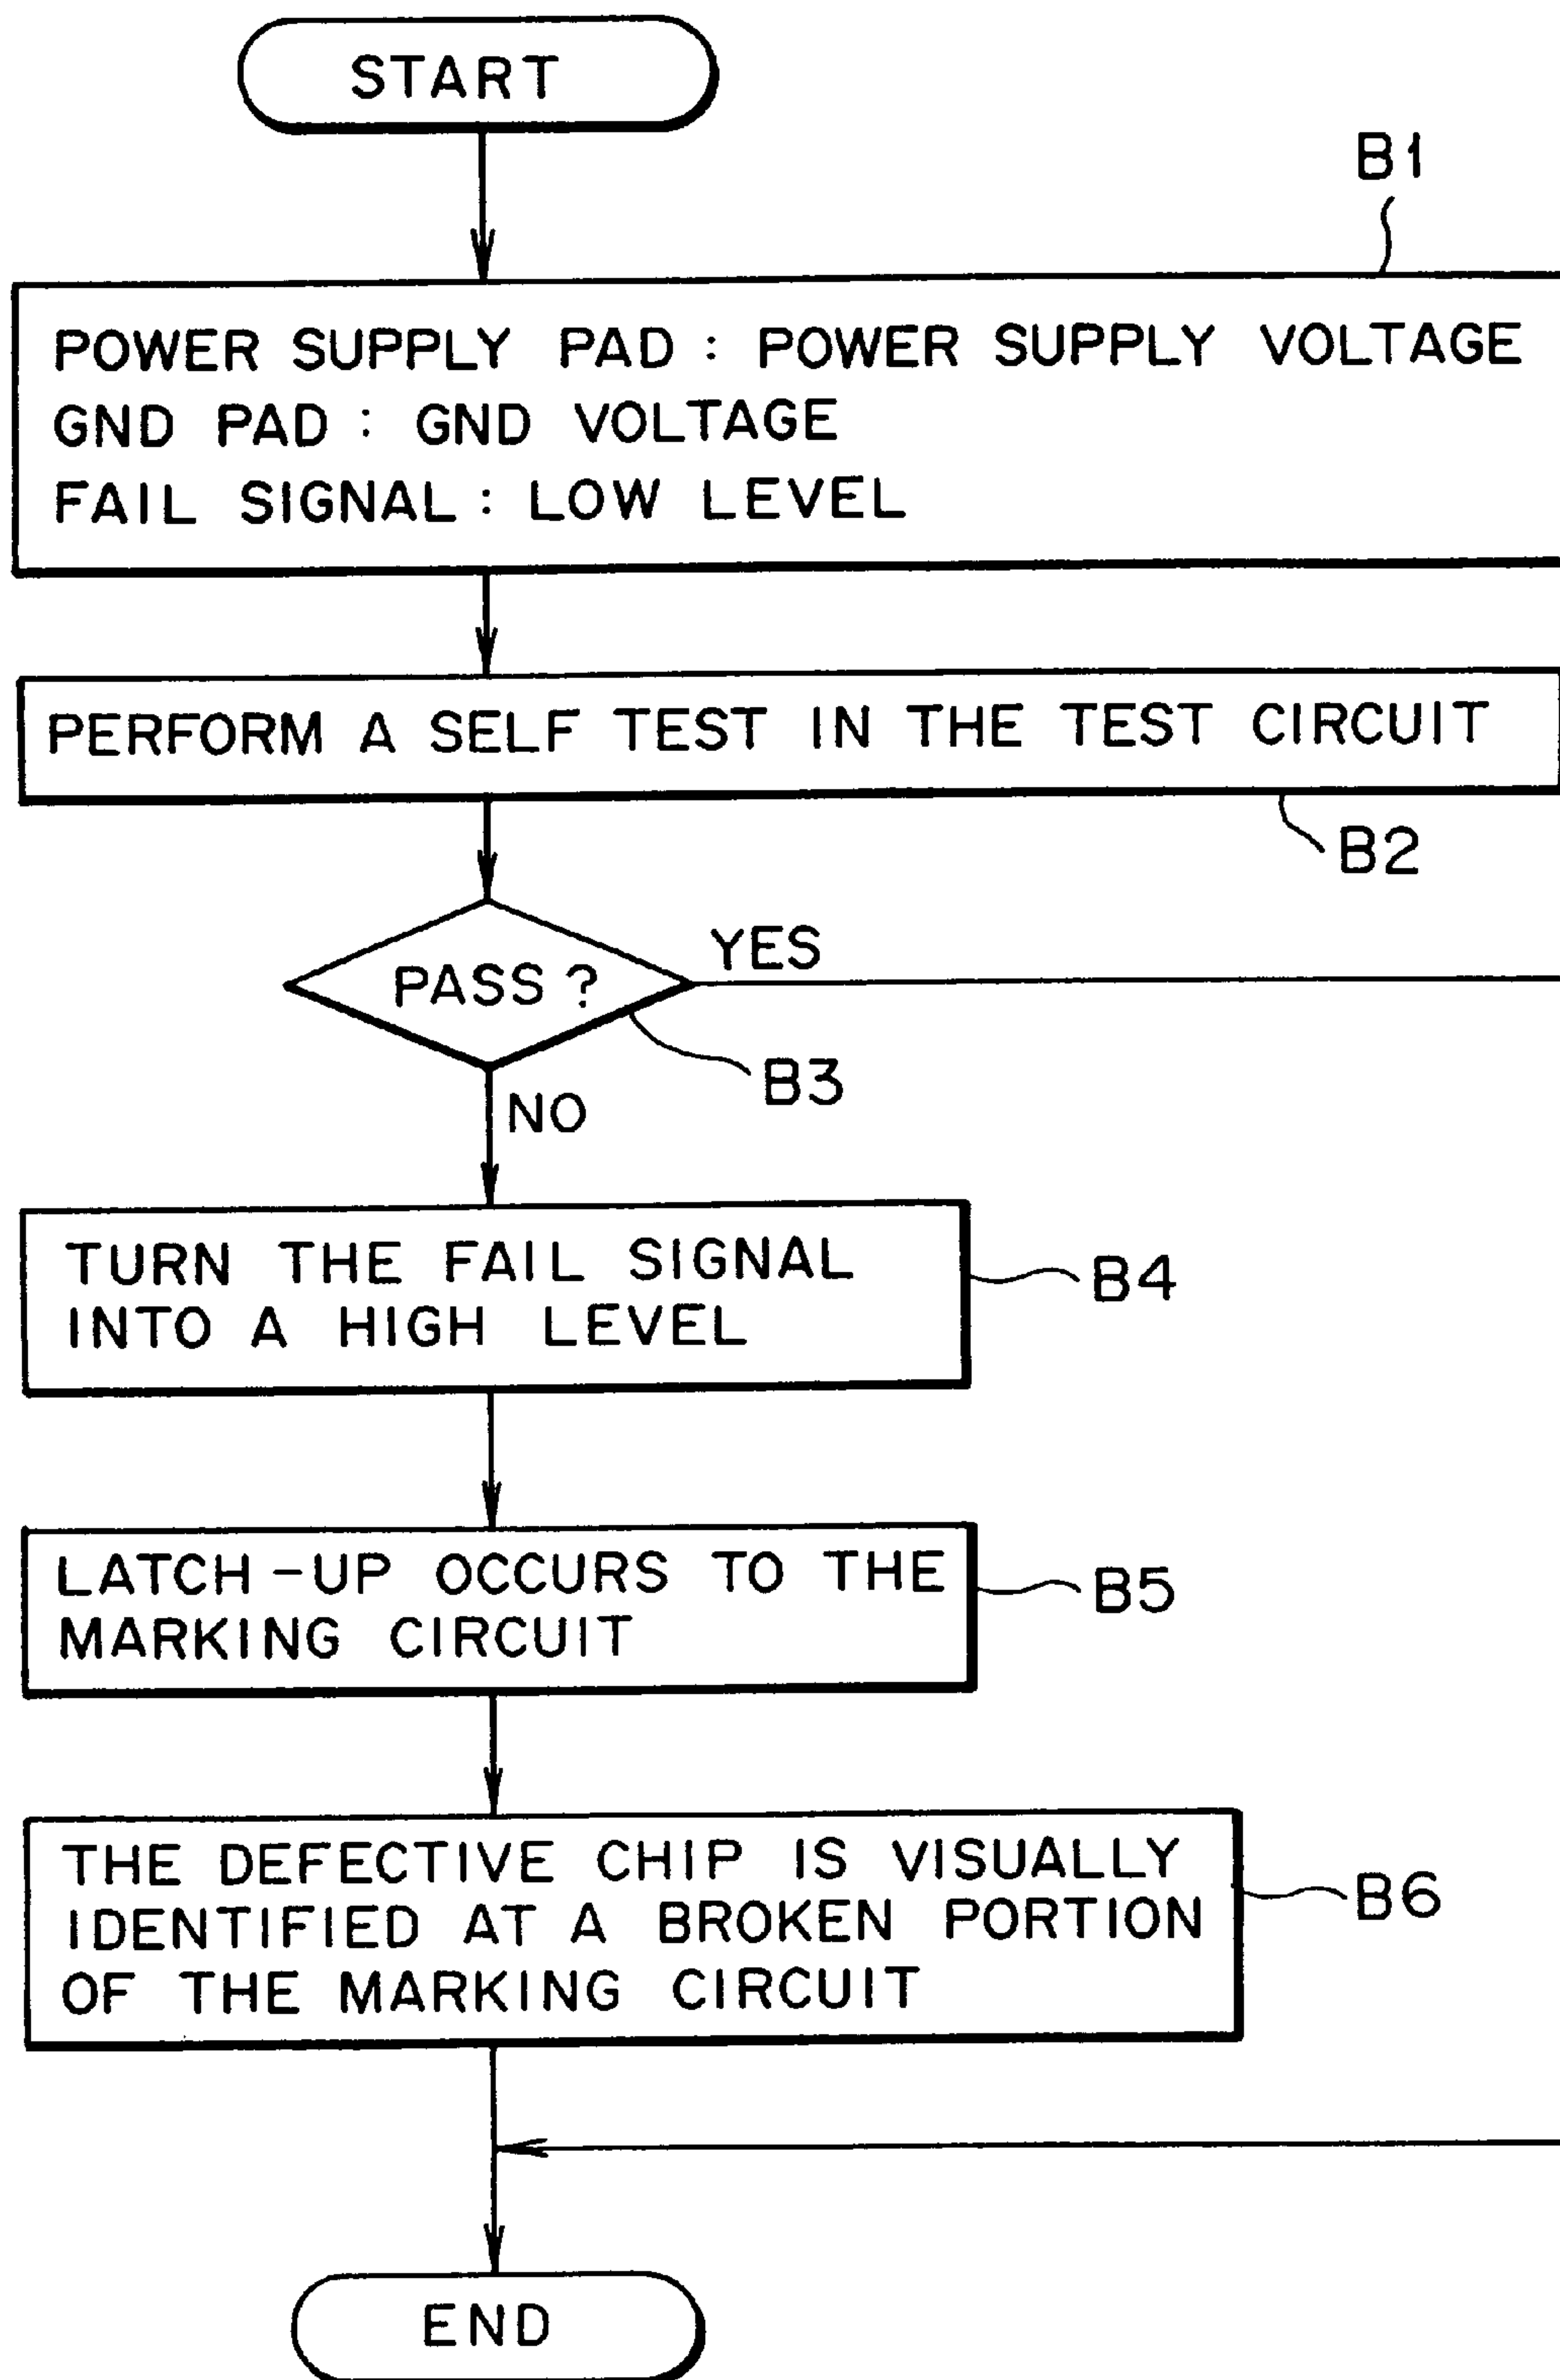 START
B1
POWER SUPPLY PAD : POWER SUPPLY VOLTAGE
GND PAD : GND VOLTAGE
FAIL SIGNAL : LOW LEVEL
PERFORM A SELF TEST IN THE TEST CIRCUIT
B2
YES
PASS ?
B3
NO
TURN THE FAIL SIGNAL
INTO A HIGH LEVEL
B4
LATCH-UP OCCURS TO THE
MARKING CIRCUIT
B5
THE DEFECTIVE CHIP IS VISUALLY
IDENTIFIED AT A BROKEN PORTION
OF THE MARKING CIRCUIT
B6
END